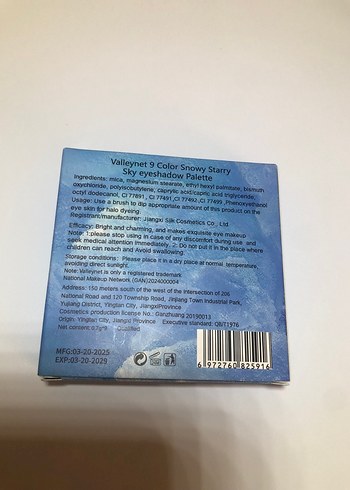 Valleynet 9 Color Snowy Starry
Sky eyeshadow Palette
Ingredients: mica, magnesium stearate, ethyl hexyl palmitate, bismuth
oxychloride, polyisocbutylene, caprylic acid/capric acid triglyceride,
octyl dodecanol, CI 77891 , CI 77491 ,CI 77492 ,CI 77499 ,Phenoxyethanol
Usage: Use a brush to dip appropriate amount of this product on the
eye skin for halo dyeing
Registrant/manufacturer: Jiangxi Silk Cosmetics Co., Ltd
Efficacy: Bright and charming, and makes exquisite eye makeup
Note: 1:please stop using in case of any discomfort during use and
seek medical attention Immediately ,2: Do not put it in the place where
children can reach and Avoid swallowing
Storage conditions: Please place it in a dry place at normal temperature
avoiding direct sunlight.
Note: Valleynet is only a registered trademark
National Makeup Network (GAN)2024000004
Address: 150 meters south of the west of the intersection of 206
National Road and 120 Township Road, Jinjiang Town Industrial Park,
Yujiang District, Yingtan City, JiangxiProvince
Cosmetics production license No.: Ganzhuang 20190013
Origin: Yingtan City, Jiangxi Province Executive standard: QB/T1976
Net content: 0.7g*9 Qualified
MFG:03-20-2025
EXP:03-20-2029
6 972760 825916